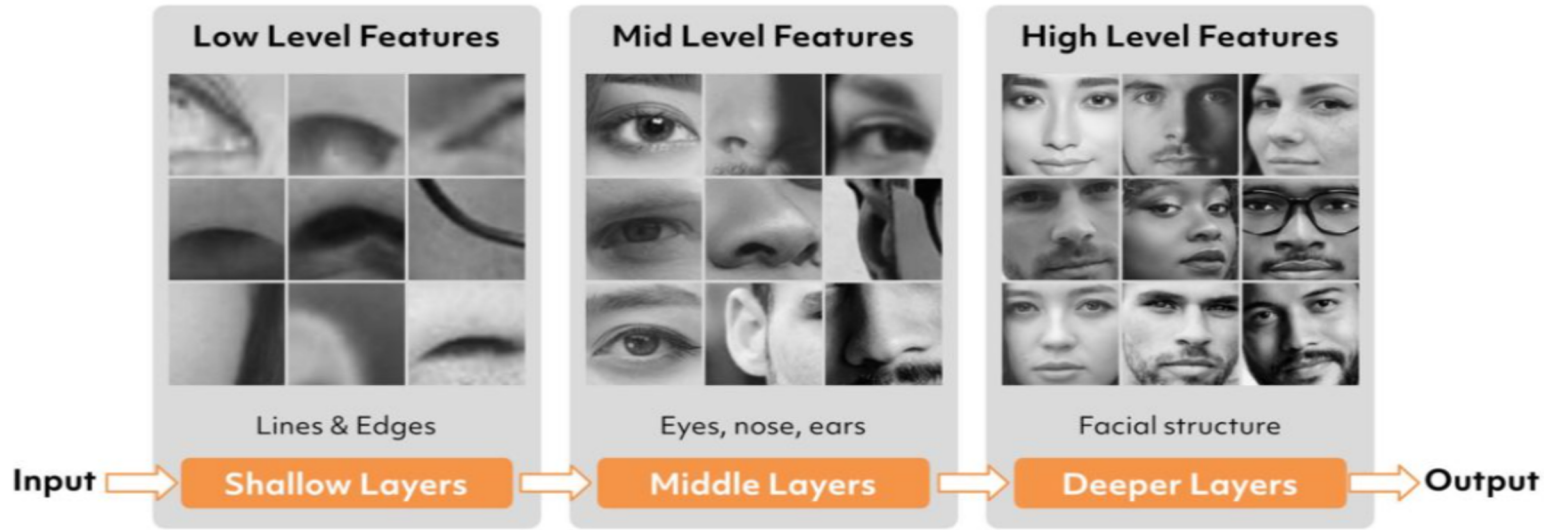 Low Level Features
Mid Level Features
High Level Features
Lines & Edges
Eyes, nose, ears
Facial structure
Input
Shallow Layers
Middle Layers
Deeper Layers
Output